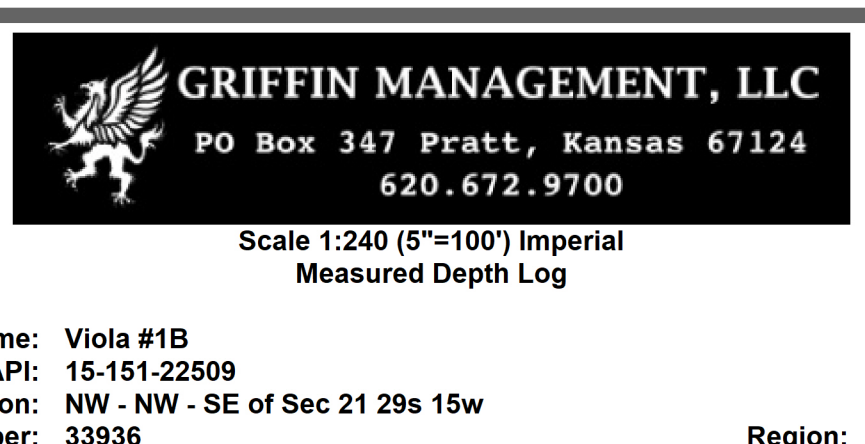 GRIFFIN MANAGEMENT, LLC
PO Box 347 Pratt, Kansas 67124
620.672.9700
Scale 1:240 (5"=100') Imperial
Measured Depth Log
me: Viola #1B
API: 15-151-22509
on: NW - NW - SE of Sec 21 29s 15w
ber: 33936 Region: